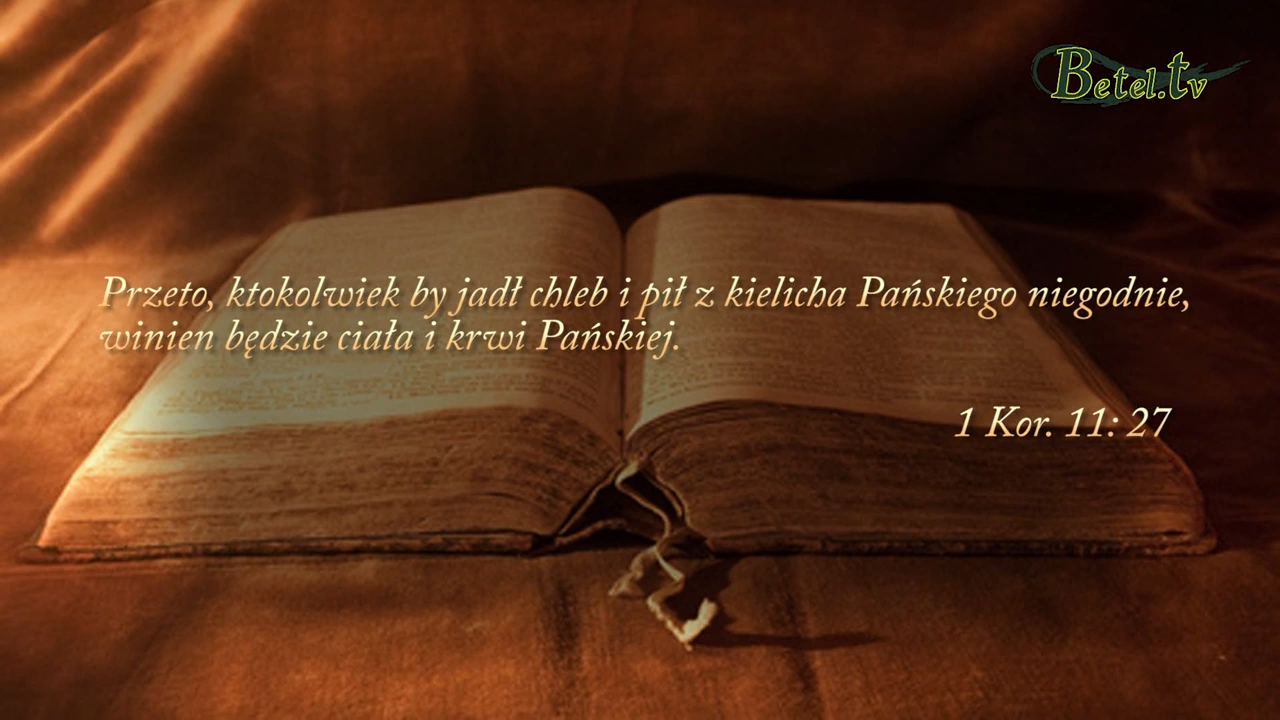 Betel.tv
Przeto, ktokolwiek by jadł chleb i pił z kielicha Pańskiego niegodnie,
winien będzie ciała i krwi Pańskiej.
1 Kor. 11: 27